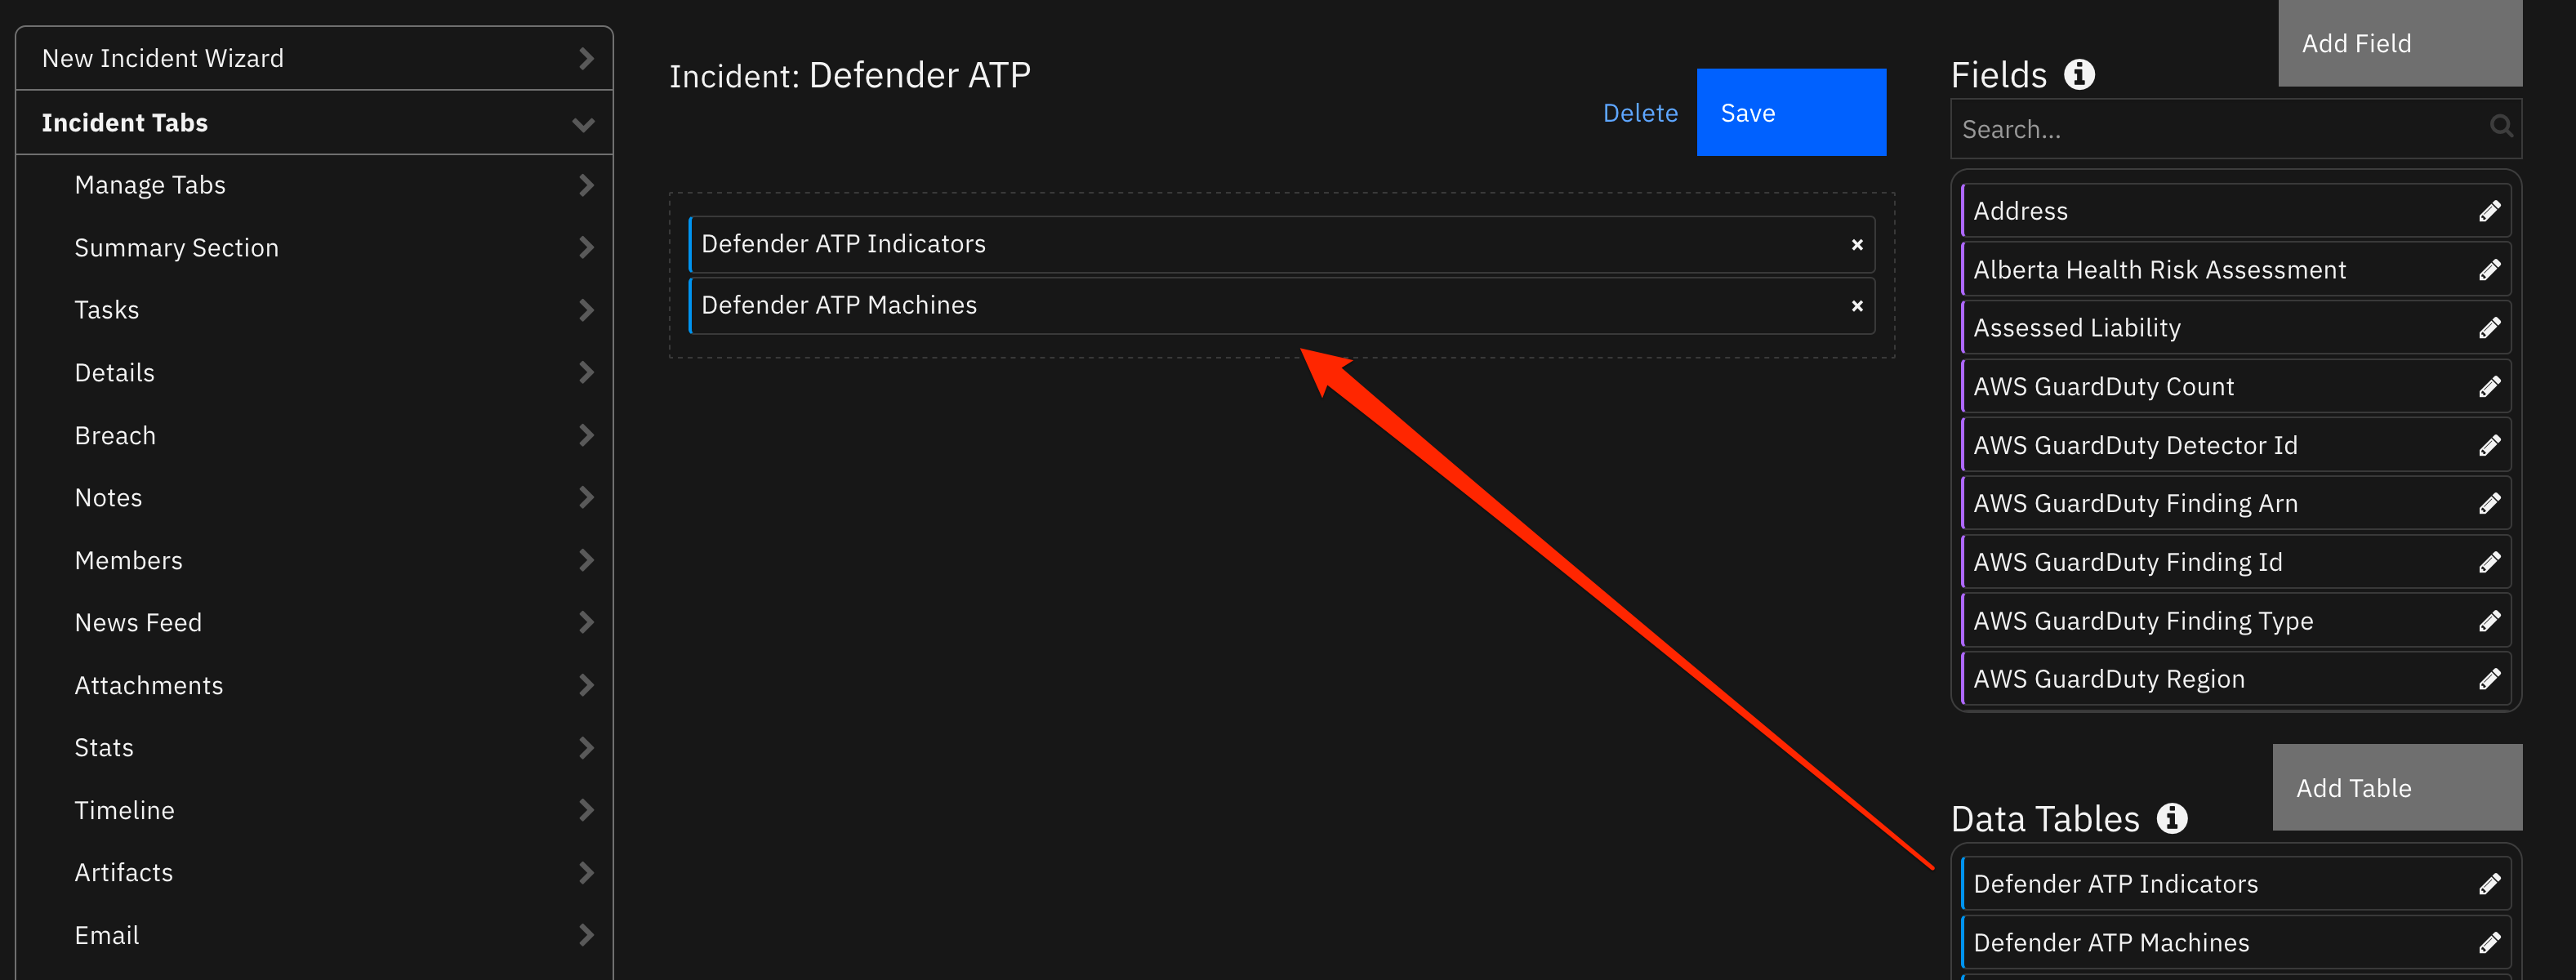 New Incident Wizard
Incident Tabs
Manage Tabs
Summary Section
Tasks
Details
Breach
Notes
Members
News Feed
Attachments
Stats
Timeline
Artifacts
Email
Incident: Defender ATP
Delete
Save
Defender ATP Indicators
Defender ATP Machines
Add Field
Fields
Search...
Address
Alberta Health Risk Assessment
Assessed Liability
AWS GuardDuty Count
AWS GuardDuty Detector Id
AWS GuardDuty Finding Arn
AWS GuardDuty Finding Id
AWS GuardDuty Finding Type
AWS GuardDuty Region
Add Table
Data Tables
Defender ATP Indicators
Defender ATP Machines